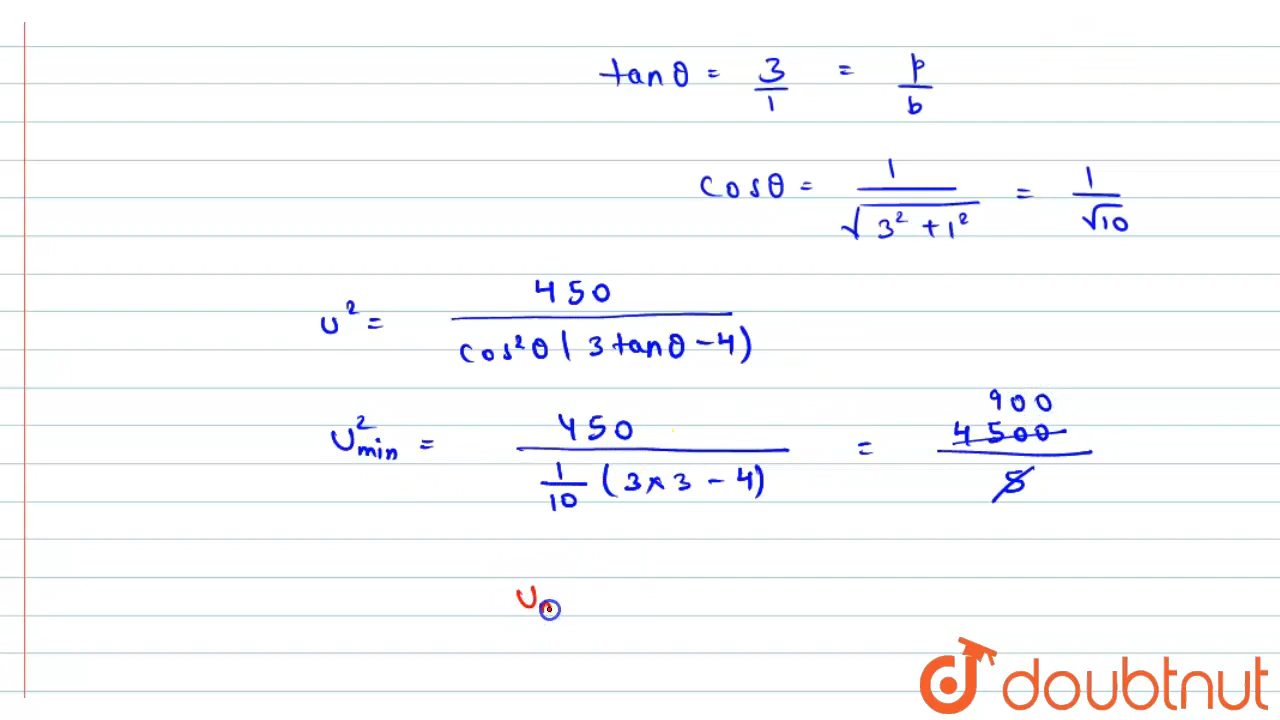 tanθ = 3/1 = p/b
cosθ = 1/√(3² + 1²) = 1/√10
u² = 450/cos²θ(3tanθ - 4)
U²min = 450/(1/10 (3×3 - 4)) = 900 4500/5
U
doubtnut